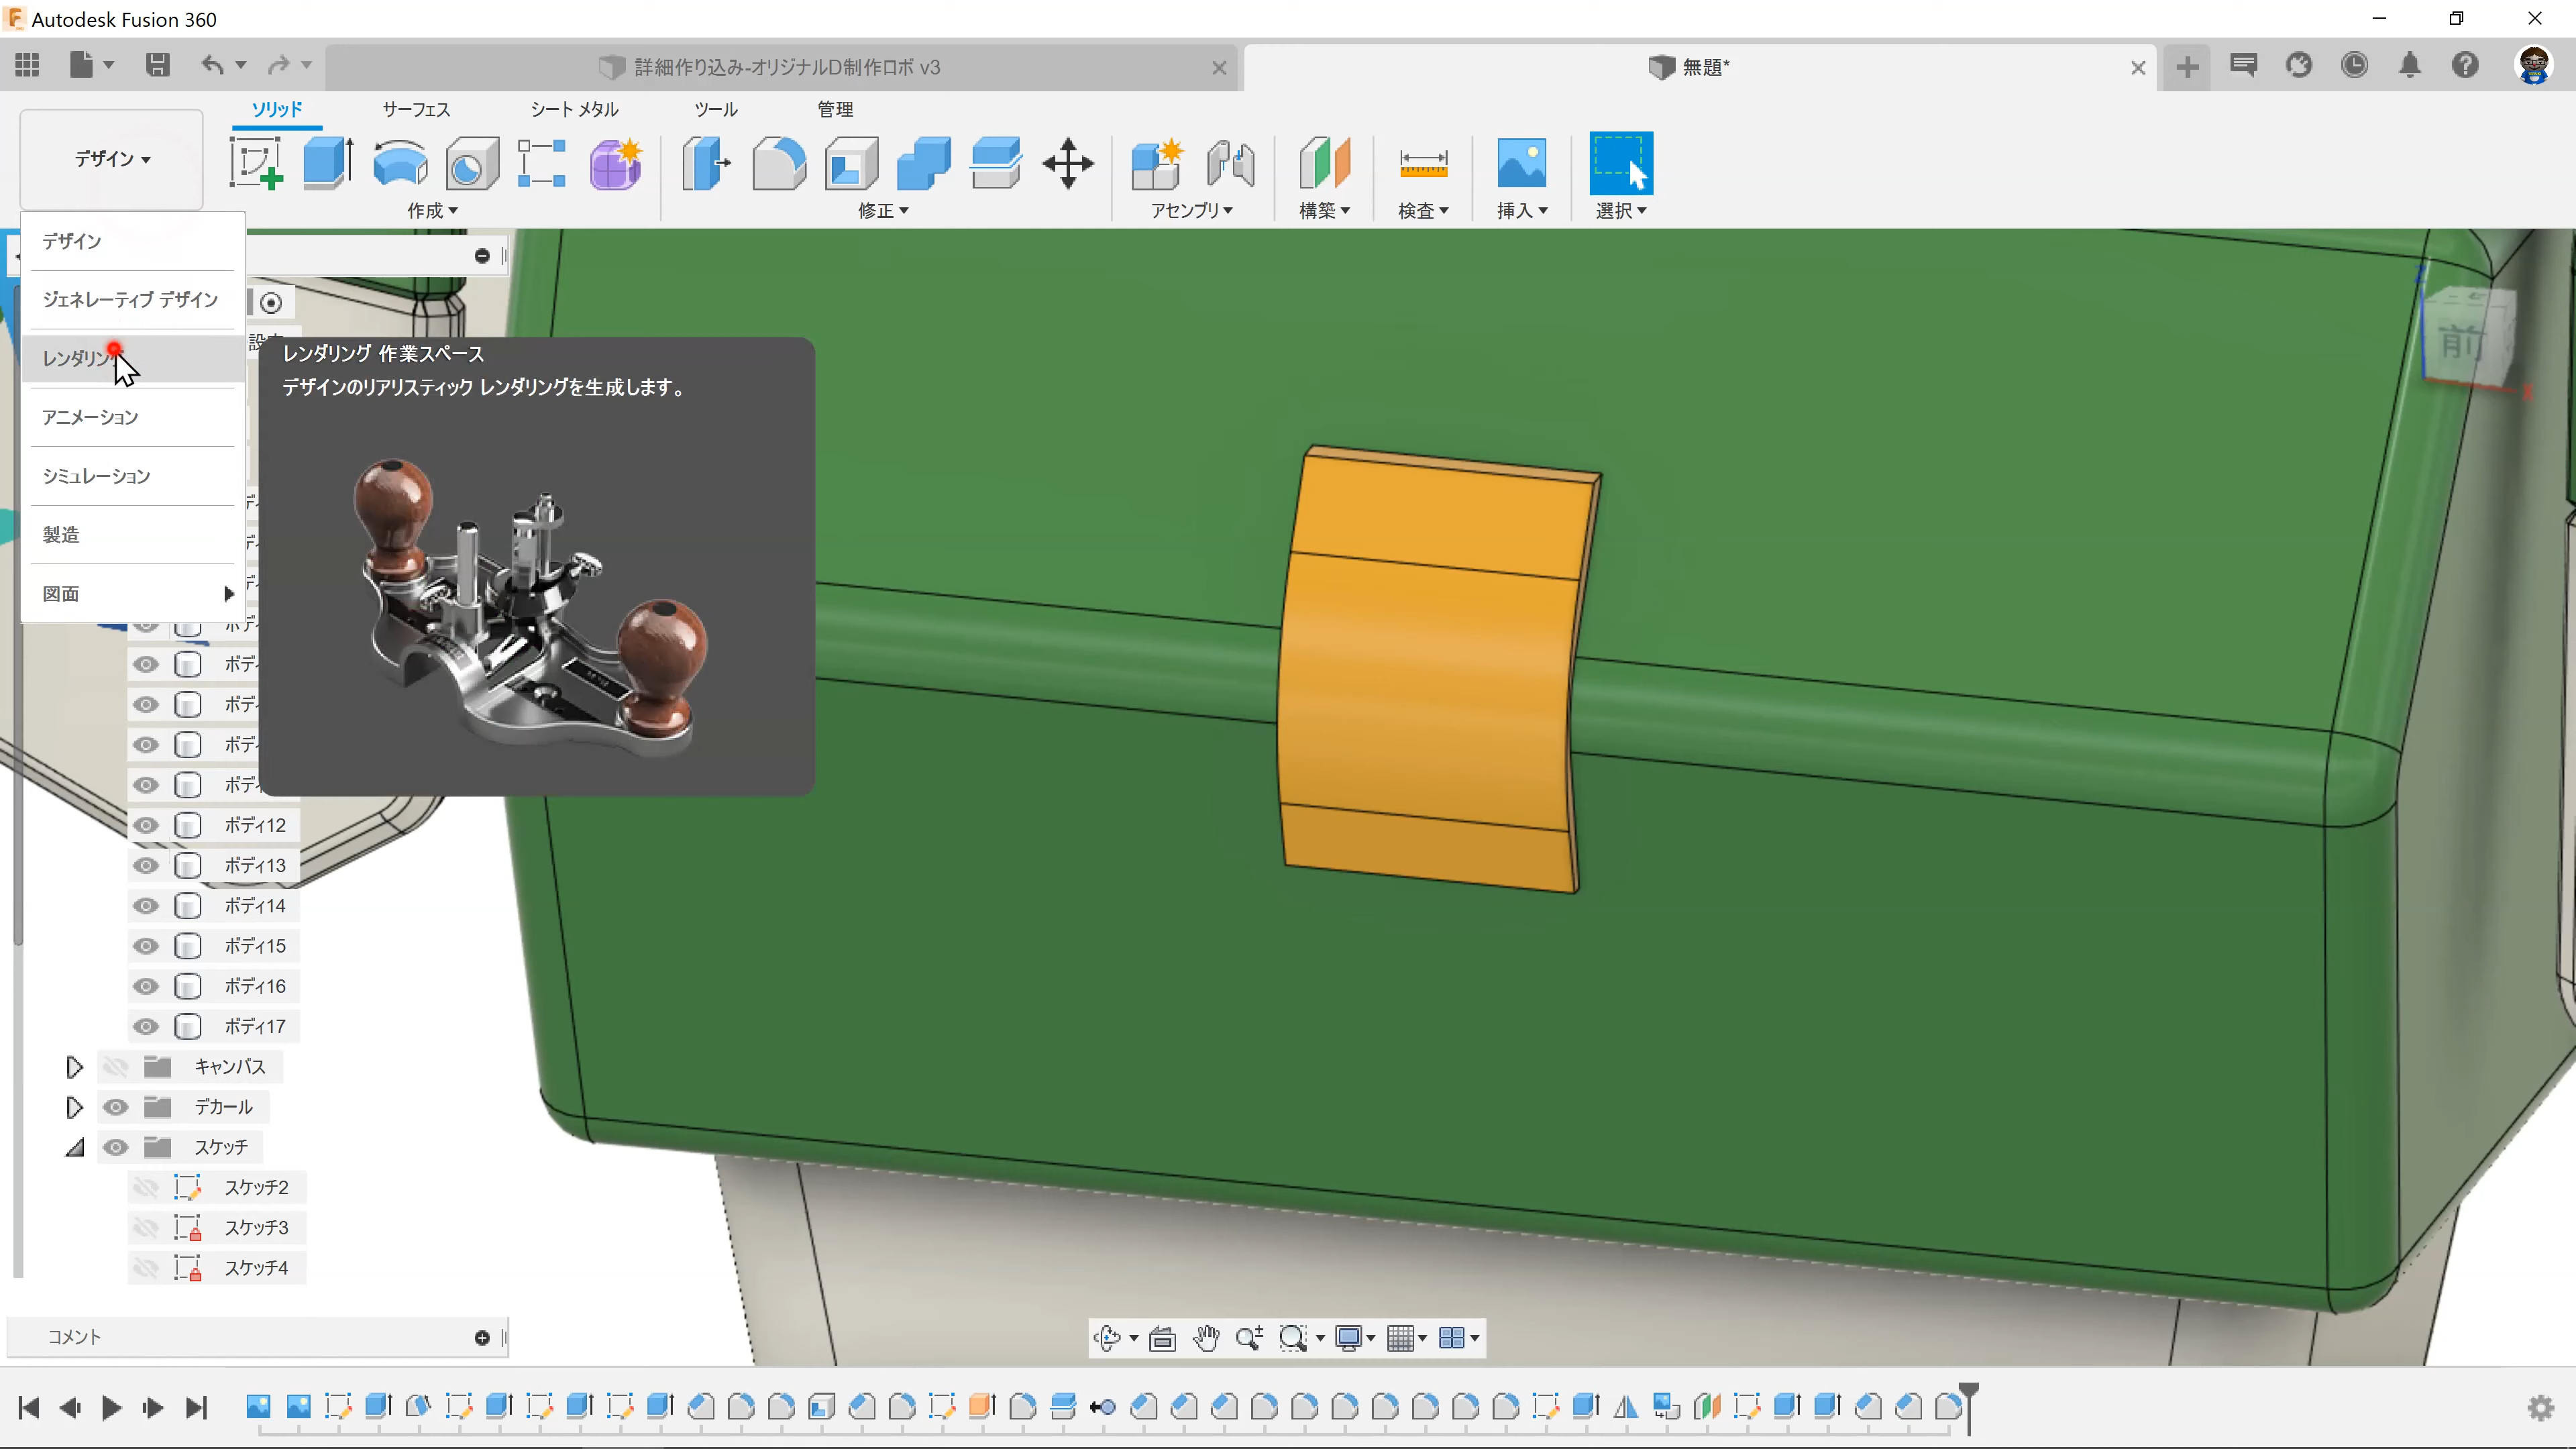 Autodesk Fusion 360
詳細作り込み-オリジナルD制作ロボ v3
無題*
ソリッド
サーフェス
シート メタル
ツール
管理
デザイン
作成
修正
アセンブリ
構築
検査
挿入
選択
デザイン
ジェネレーティブ デザイン
レンダリング
アニメーション
シミュレーション
製造
図面
レンダリング 作業スペース
デザインのリアリスティック レンダリングを生成します。
前
ボデ
ボデ
ボデ
ボデ
ボディ12
ボディ13
ボディ14
ボディ15
ボディ16
ボディ17
キャンバス
デカール
スケッチ
スケッチ2
スケッチ3
スケッチ4
コメント